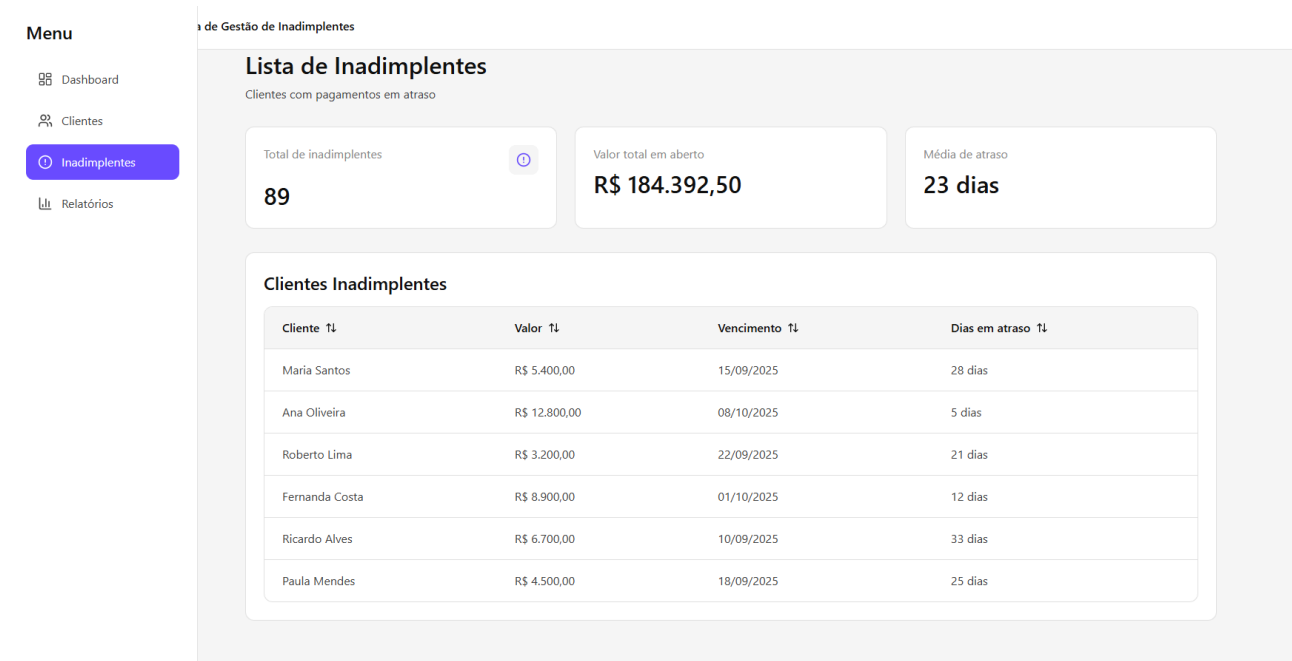 Menu
Dashboard
Clientes
Inadimplentes
Relatórios
de Gestão de Inadimplentes
Lista de Inadimplentes
Clientes com pagamentos em atraso
Total de inadimplentes
89
Valor total em aberto
R$ 184.392,50
Média de atraso
23 dias
Clientes Inadimplentes
Cliente Valor Vencimento Dias em atraso
Maria Santos R$ 5.400,00 15/09/2025 28 dias
Ana Oliveira R$ 12.800,00 08/10/2025 5 dias
Roberto Lima R$ 3.200,00 22/09/2025 21 dias
Fernanda Costa R$ 8.900,00 01/10/2025 12 dias
Ricardo Alves R$ 6.700,00 10/09/2025 33 dias
Paula Mendes R$ 4.500,00 18/09/2025 25 dias